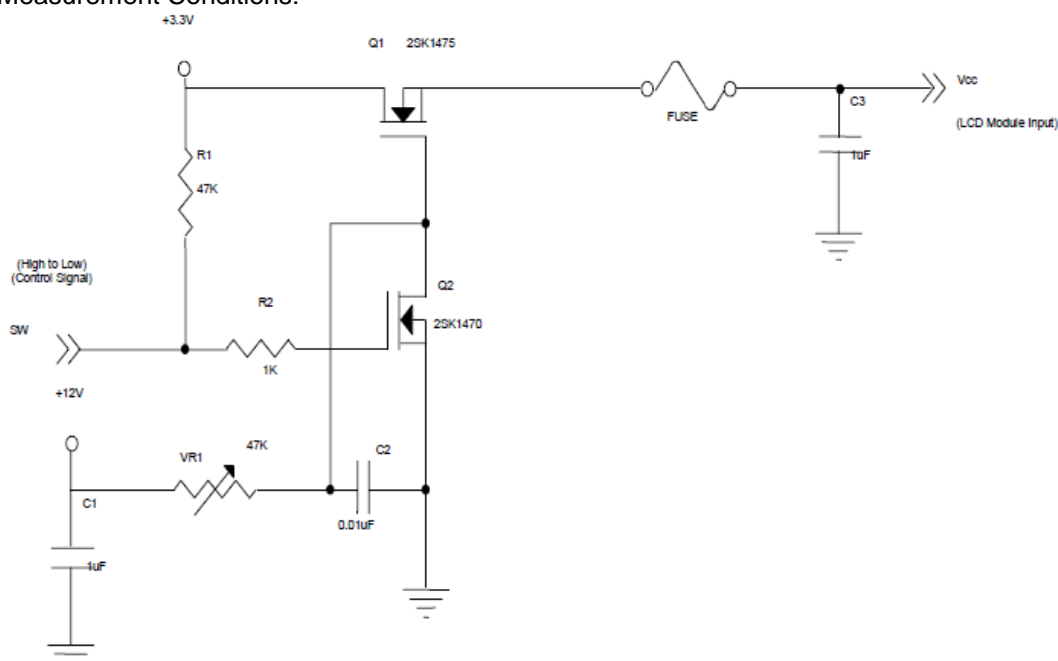 Measurement Conditions:
+3.3V
Q1 2SK1475
Vcc
FUSE
C3
(LCD Module Input)
1uF
R1
47K
(High to Low)
(Control Signal)
Q2
R2
2SK1470
SW
1K
+12V
47K
VR1
C2
C1
0.01uF
1uF